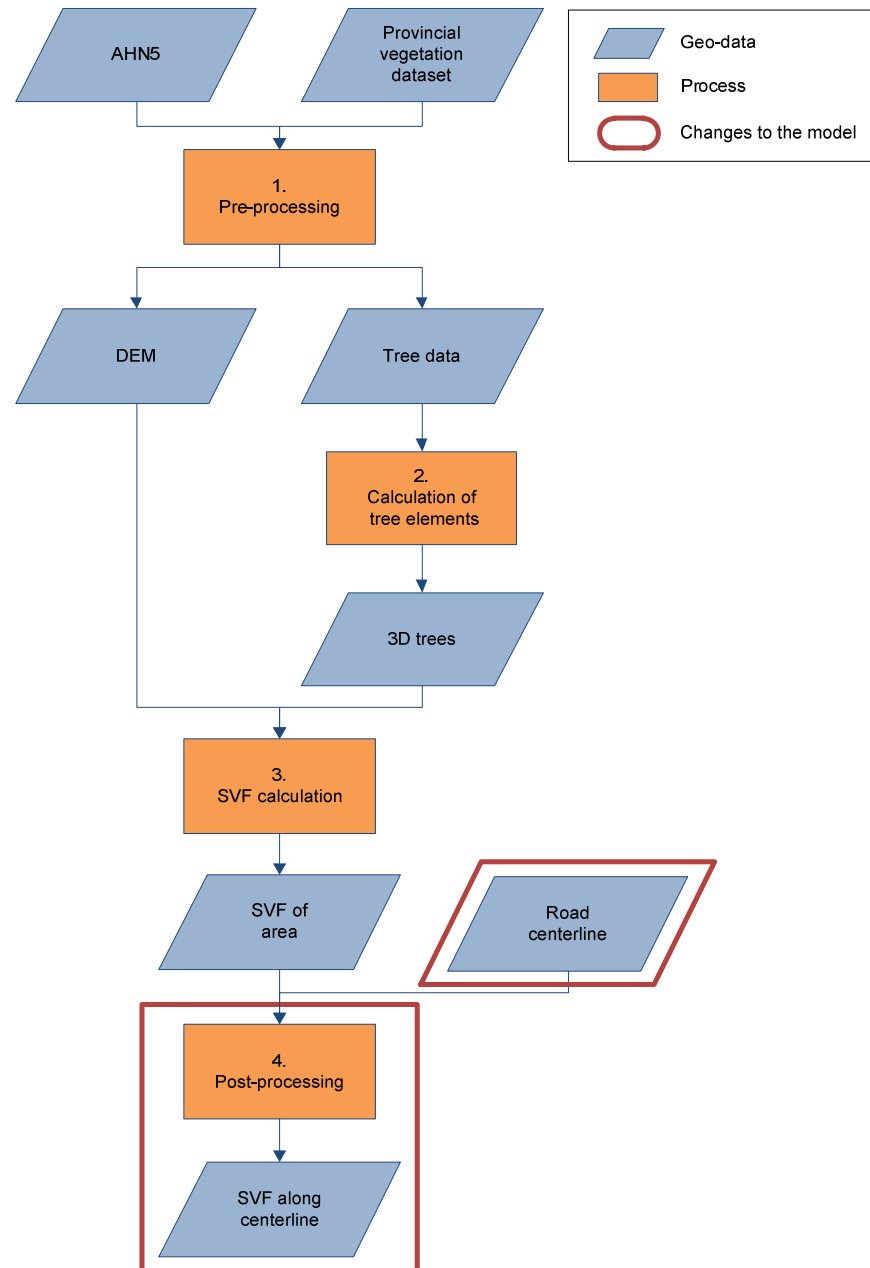 AHN5
Provincial
vegetation
dataset
Geo-data
Process
Changes to the model
1.
Pre-processing
DEM
Tree data
2.
Calculation of
tree elements
3D trees
3.
SVF calculation
SVF of
area
Road
centerline
4.
Post-processing
SVF along
centerline